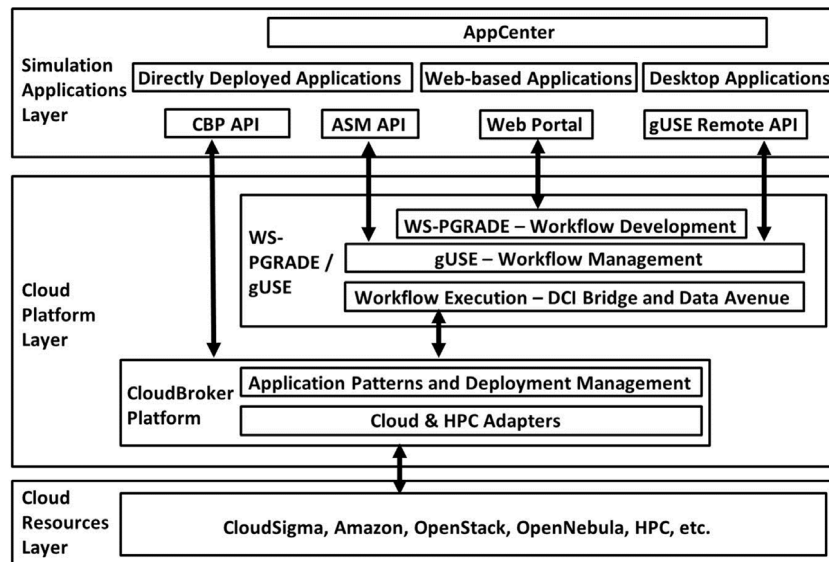 AppCenter
Simulation
Applications
Layer
Directly Deployed Applications
Web-based Applications
Desktop Applications
CBP API
ASM API
Web Portal
gUSE Remote API
Cloud
Platform
Layer
WS-
PGRADE /
gUSE
WS-PGRADE – Workflow Development
gUSE – Workflow Management
Workflow Execution – DCI Bridge and Data Avenue
CloudBroker
Platform
Application Patterns and Deployment Management
Cloud & HPC Adapters
Cloud
Resources
Layer
CloudSigma, Amazon, OpenStack, OpenNebula, HPC, etc.